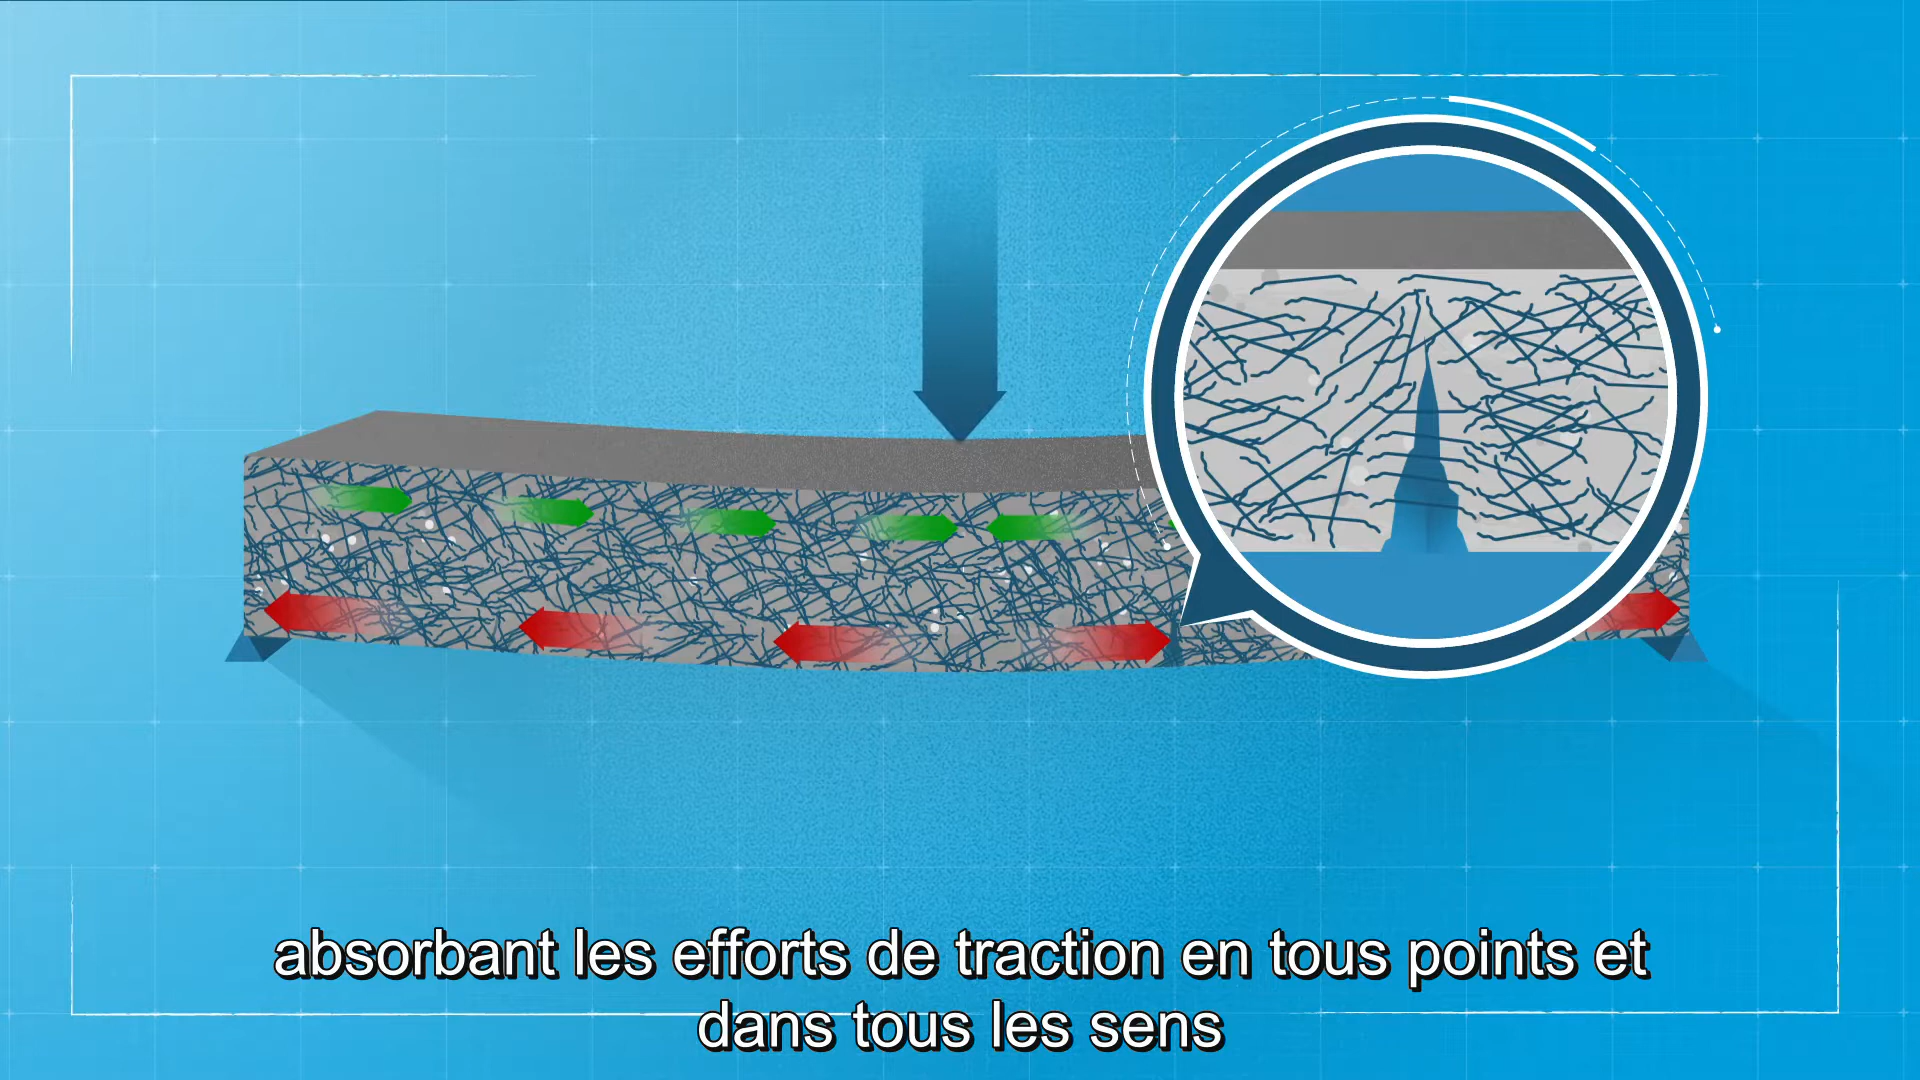 absorbant les efforts de traction en tous points et
dans tous les sens